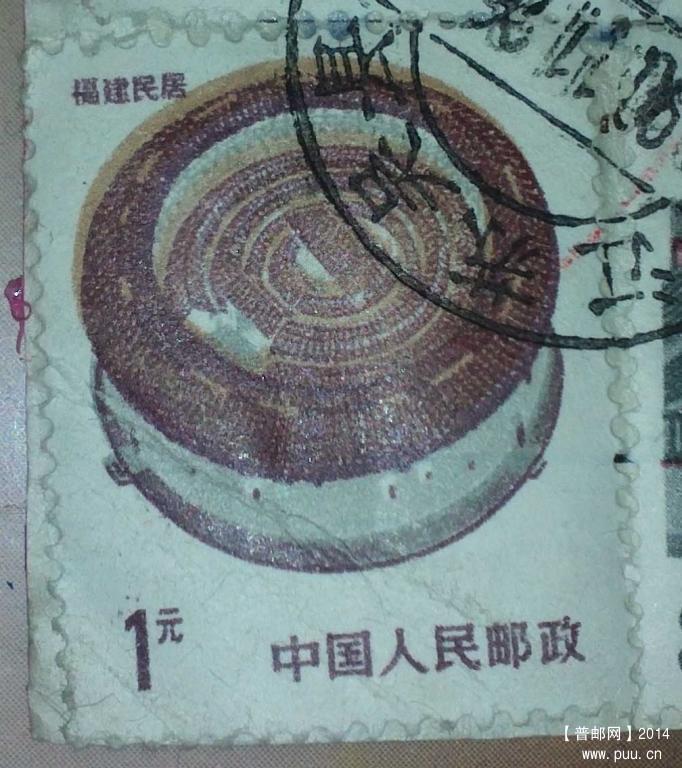 福建民居
1元
中国人民邮政
江
【普邮网】2014
www.puu.cn